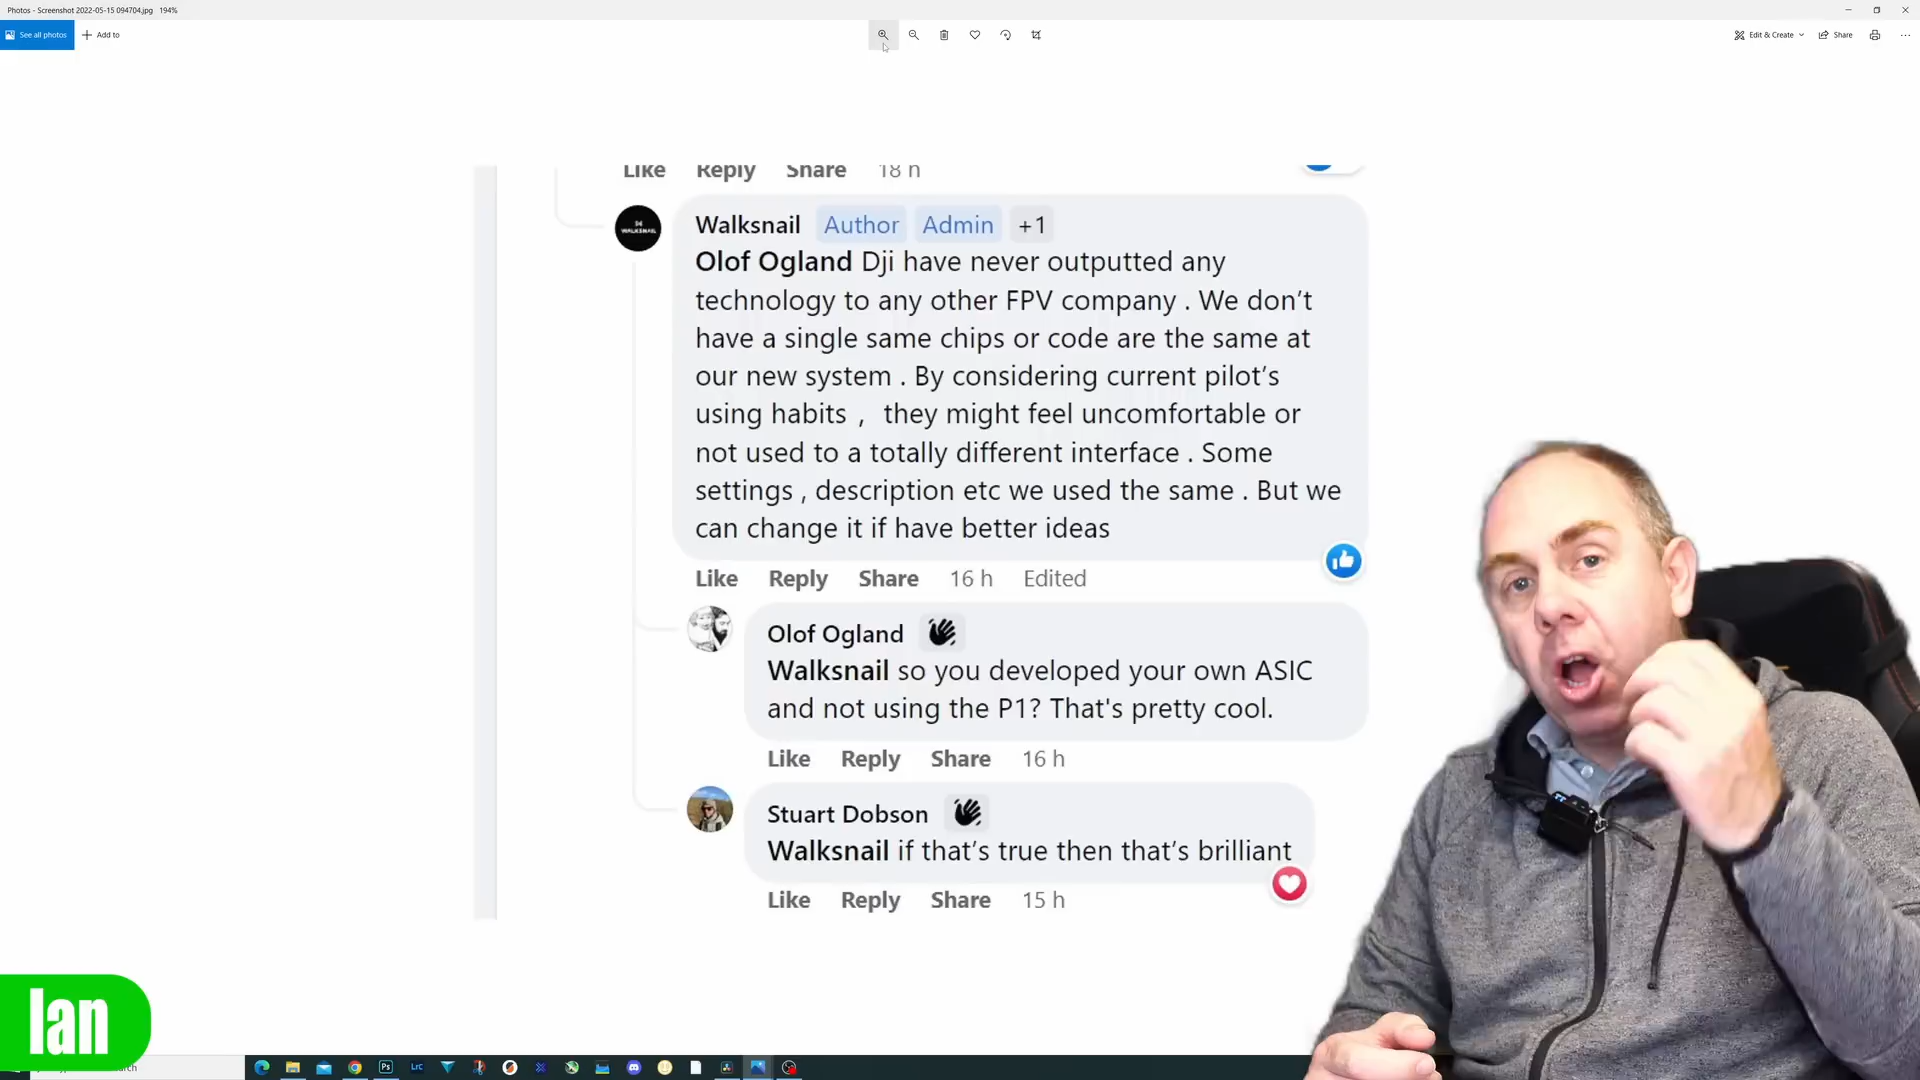 Photos - Screenshot 2022-05-15 094704.jpg 194%
See all photos
Add to
Edit & Create
Share
Like Reply Share 18 h
WALKSNAIL
Walksnail Author Admin +1
Olof Ogland Dji have never outputted any
technology to any other FPV company . We don’t
have a single same chips or code are the same at
our new system . By considering current pilot’s
using habits , they might feel uncomfortable or
not used to a totally different interface . Some
settings , description etc we used the same . But we
can change it if have better ideas
Like Reply Share 16 h Edited
Olof Ogland
Walksnail so you developed your own ASIC
and not using the P1? That's pretty cool.
Like Reply Share 16 h
Stuart Dobson
Walksnail if that’s true then that’s brilliant
Like Reply Share 15 h
Ian
Ps
LrC